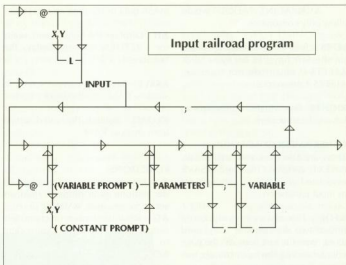 @
X,Y
Input railroad program
L
INPUT
;
@ (VARIABLE PROMPT ) PARAMETERS ; VARIABLE
X,Y
, ,
( CONSTANT PROMPT)